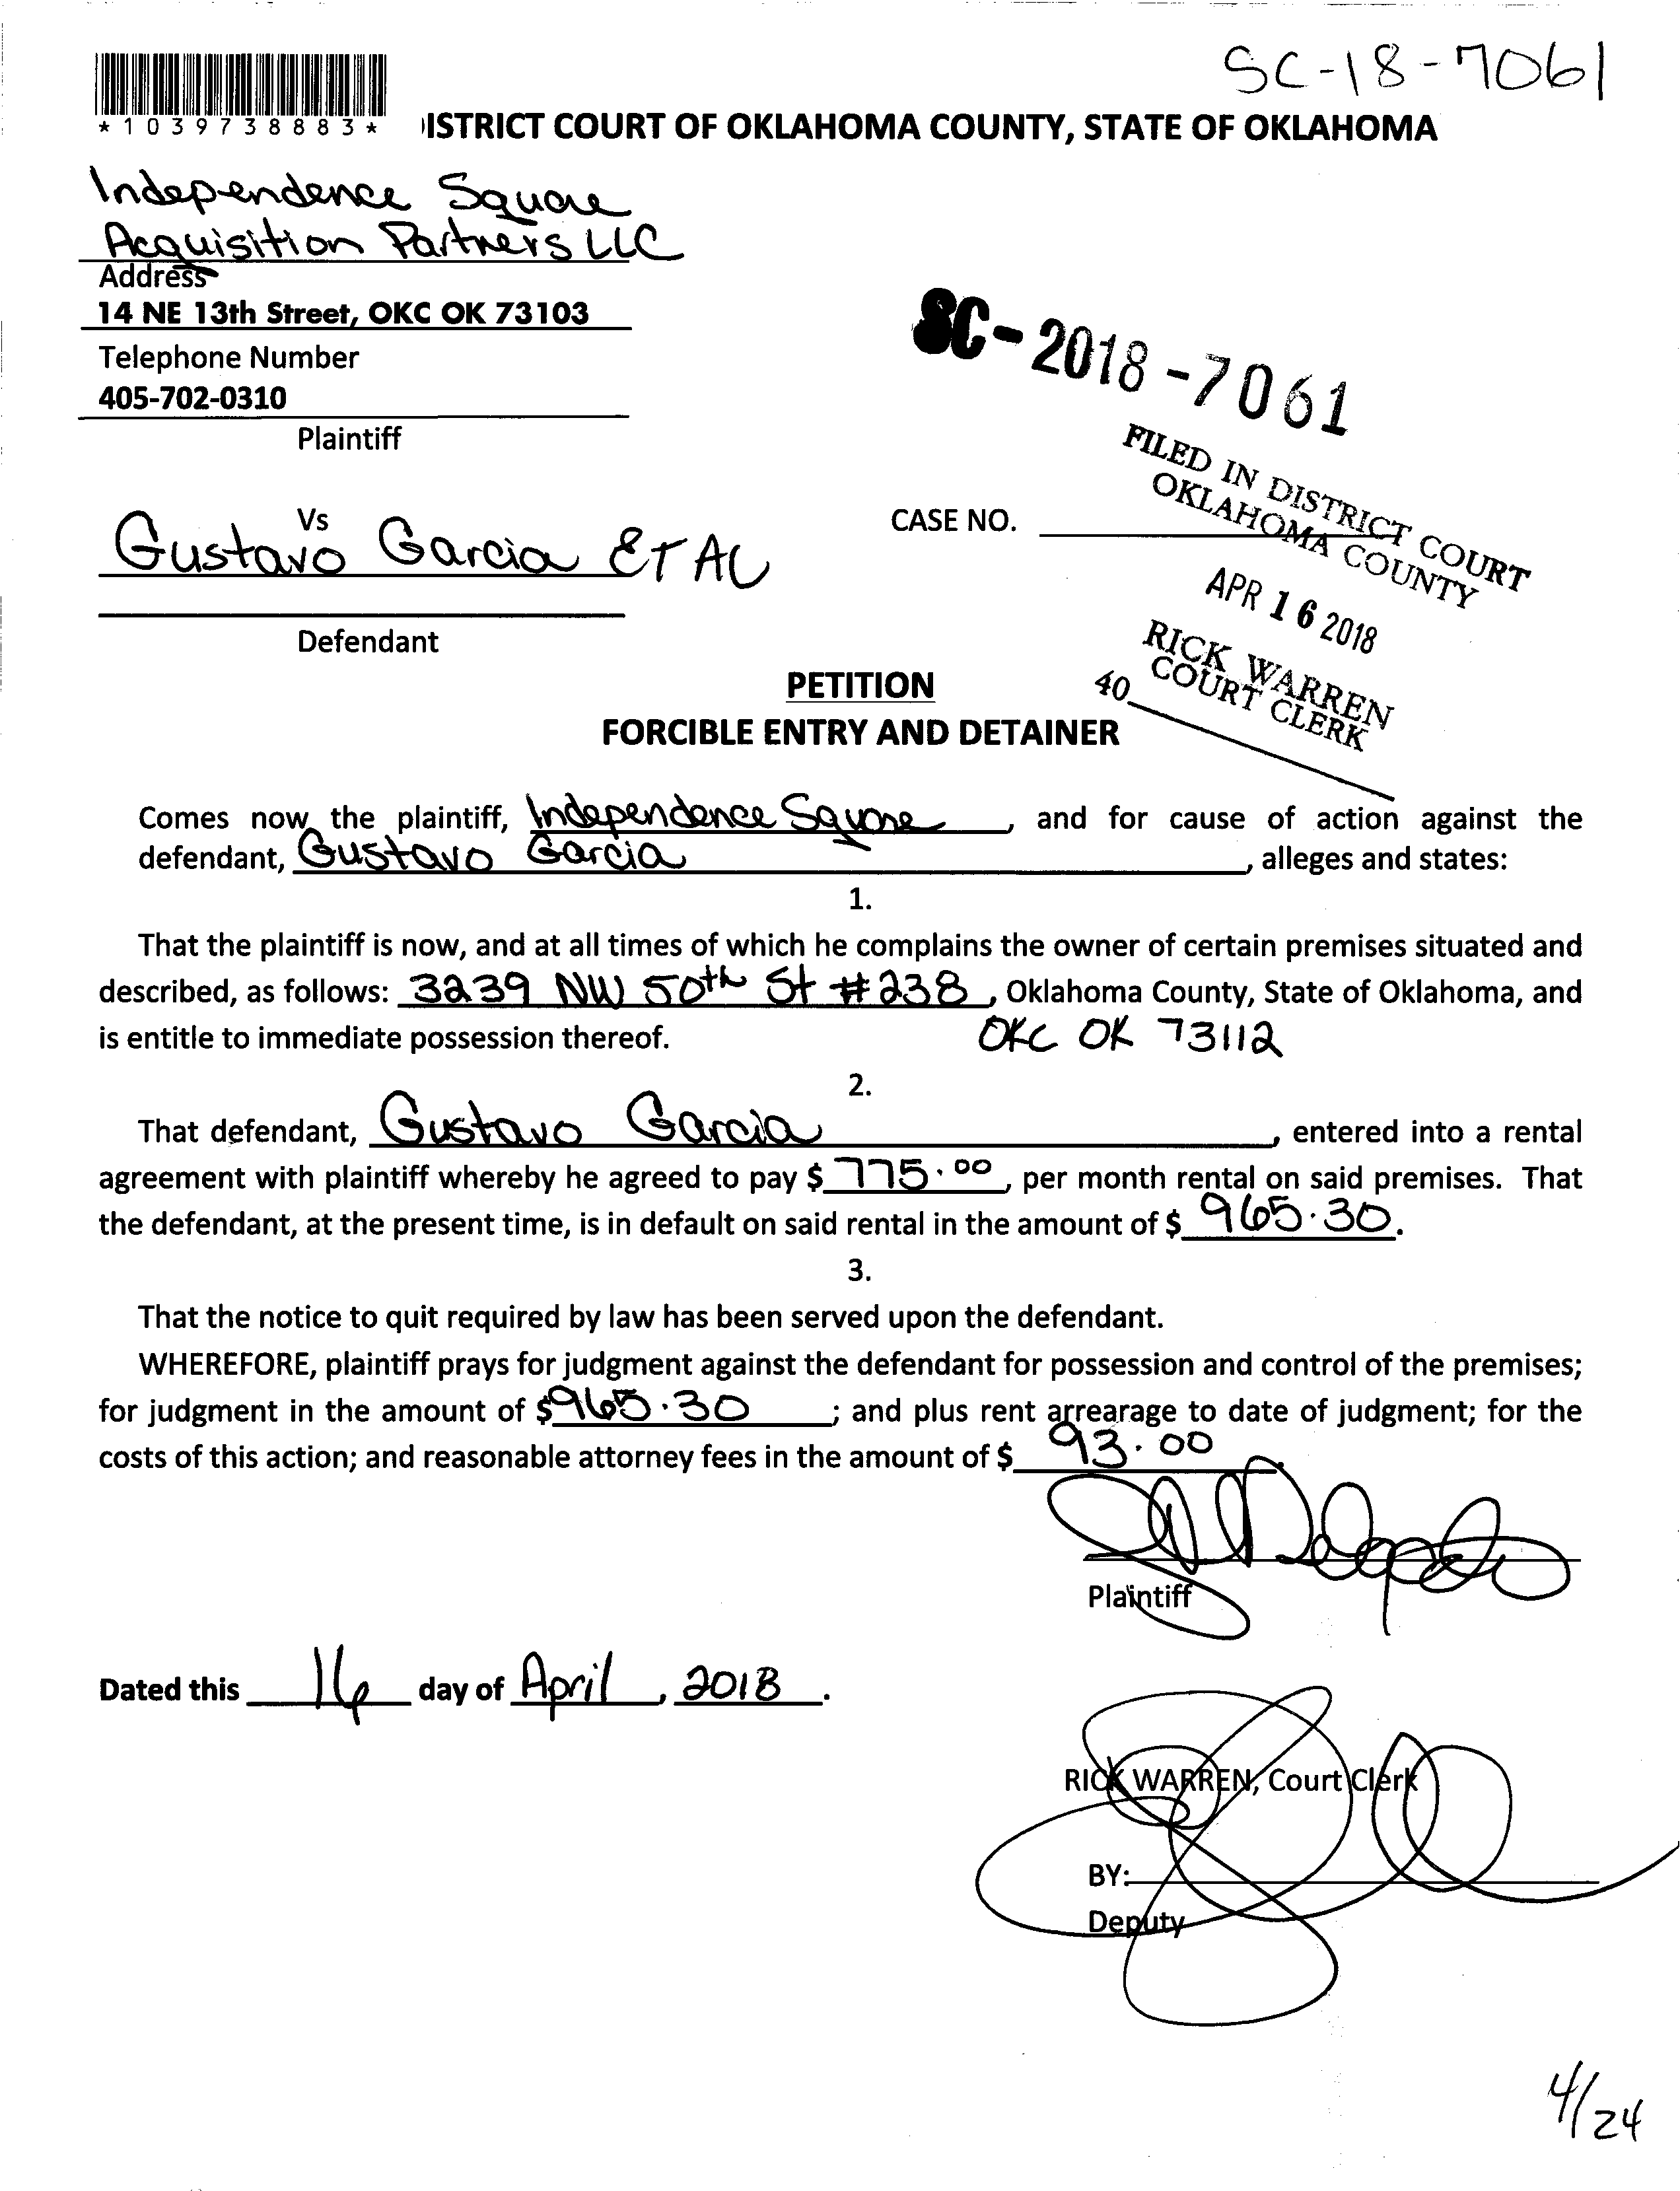 SC-18-7061
*1039738883*
ISTRICT COURT OF OKLAHOMA COUNTY, STATE OF OKLAHOMA
Independence Square
Acquisition Partners LLC
Address
14 NE 13th Street, OKC OK 73103
Telephone Number
405-702-0310
Plaintiff
SC-2018-7061
FILED IN DISTRICT COURT
OKLAHOMA COUNTY
APR 16 2018
RICK WARREN
COURT CLERK
40
Vs
Gustavo Garcia ET AL
CASE NO.
Defendant
PETITION
FORCIBLE ENTRY AND DETAINER
Comes now the plaintiff, Independence Square, and for cause of action against the
defendant, Gustavo Garcia, alleges and states:
1.
That the plaintiff is now, and at all times of which he complains the owner of certain premises situated and
described, as follows: 3239 NW 50th St #238, Oklahoma County, State of Oklahoma, and
is entitle to immediate possession thereof. OKC OK 73112
2.
That defendant, Gustavo Garcia, entered into a rental
agreement with plaintiff whereby he agreed to pay $ 775.00, per month rental on said premises. That
the defendant, at the present time, is in default on said rental in the amount of $ 965.30.
3.
That the notice to quit required by law has been served upon the defendant.
WHEREFORE, plaintiff prays for judgment against the defendant for possession and control of the premises;
for judgment in the amount of $965.30; and plus rent arrearage to date of judgment; for the
costs of this action; and reasonable attorney fees in the amount of $ 93.00
Plaintiff
Dated this 16 day of April, 2018.
RICK WARREN, Court Clerk
BY:
Deputy
4/24